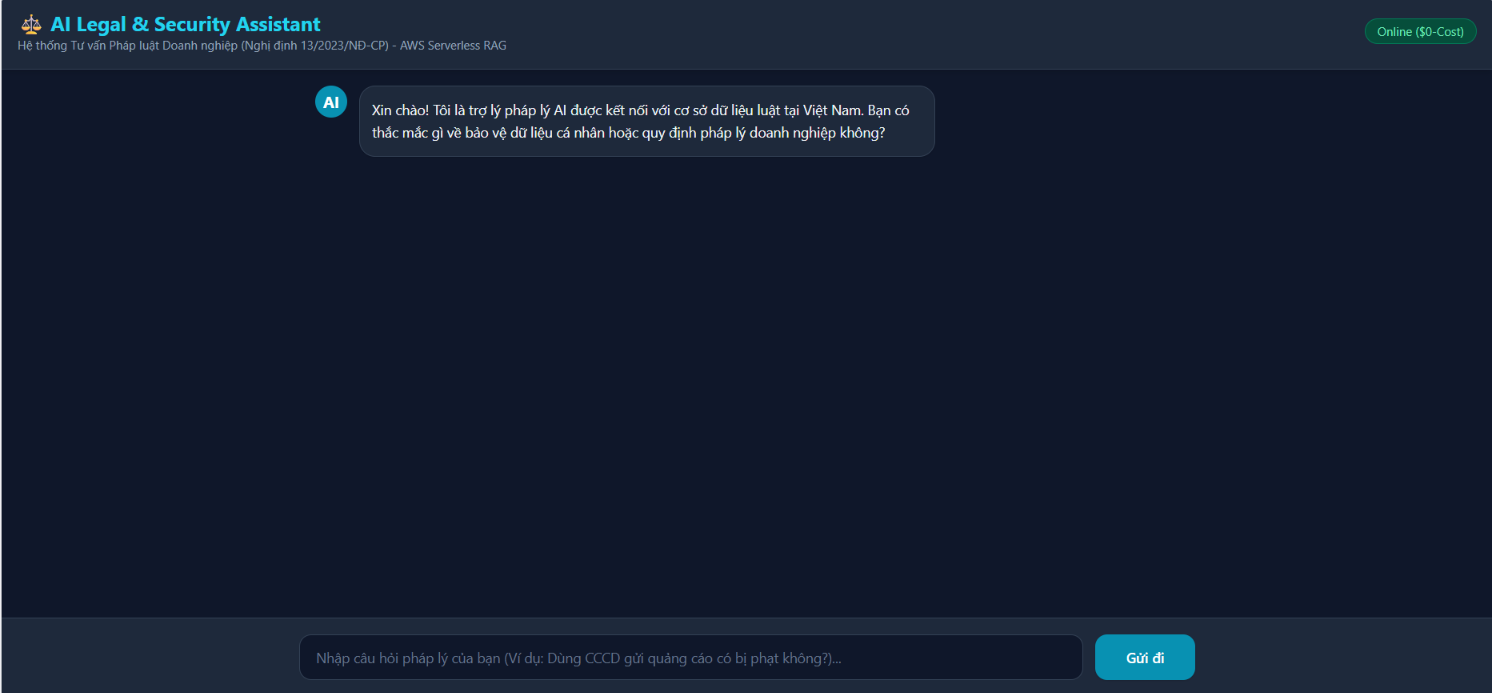 AI Legal & Security Assistant
Hệ thống Tư vấn Pháp luật Doanh nghiệp (Nghị định 13/2023/NĐ-CP) - AWS Serverless RAG
Online ($0-Cost)
AI
Xin chào! Tôi là trợ lý pháp lý AI được kết nối với cơ sở dữ liệu luật tại Việt Nam. Bạn có
thắc mắc gì về bảo vệ dữ liệu cá nhân hoặc quy định pháp lý doanh nghiệp không?
Nhập câu hỏi pháp lý của bạn (Ví dụ: Dùng CCCD gửi quảng cáo có bị phạt không?)...
Gửi đi